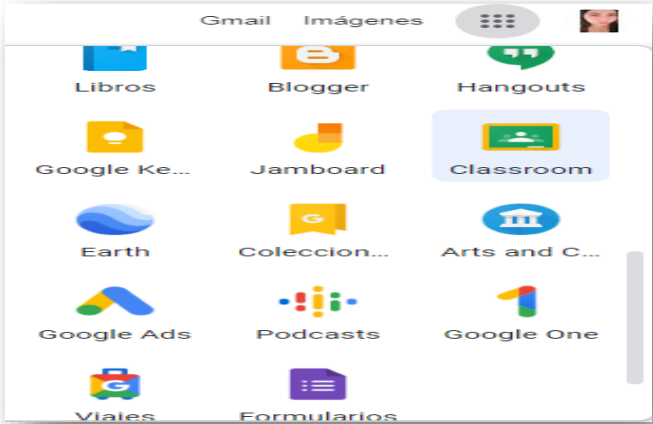 Gmail Imágenes
Libros Blogger Hangouts
Google Ke... Jamboard Classroom
Earth Coleccion... Arts and C...
Google Ads Podcasts Google One
Viajes Formularios